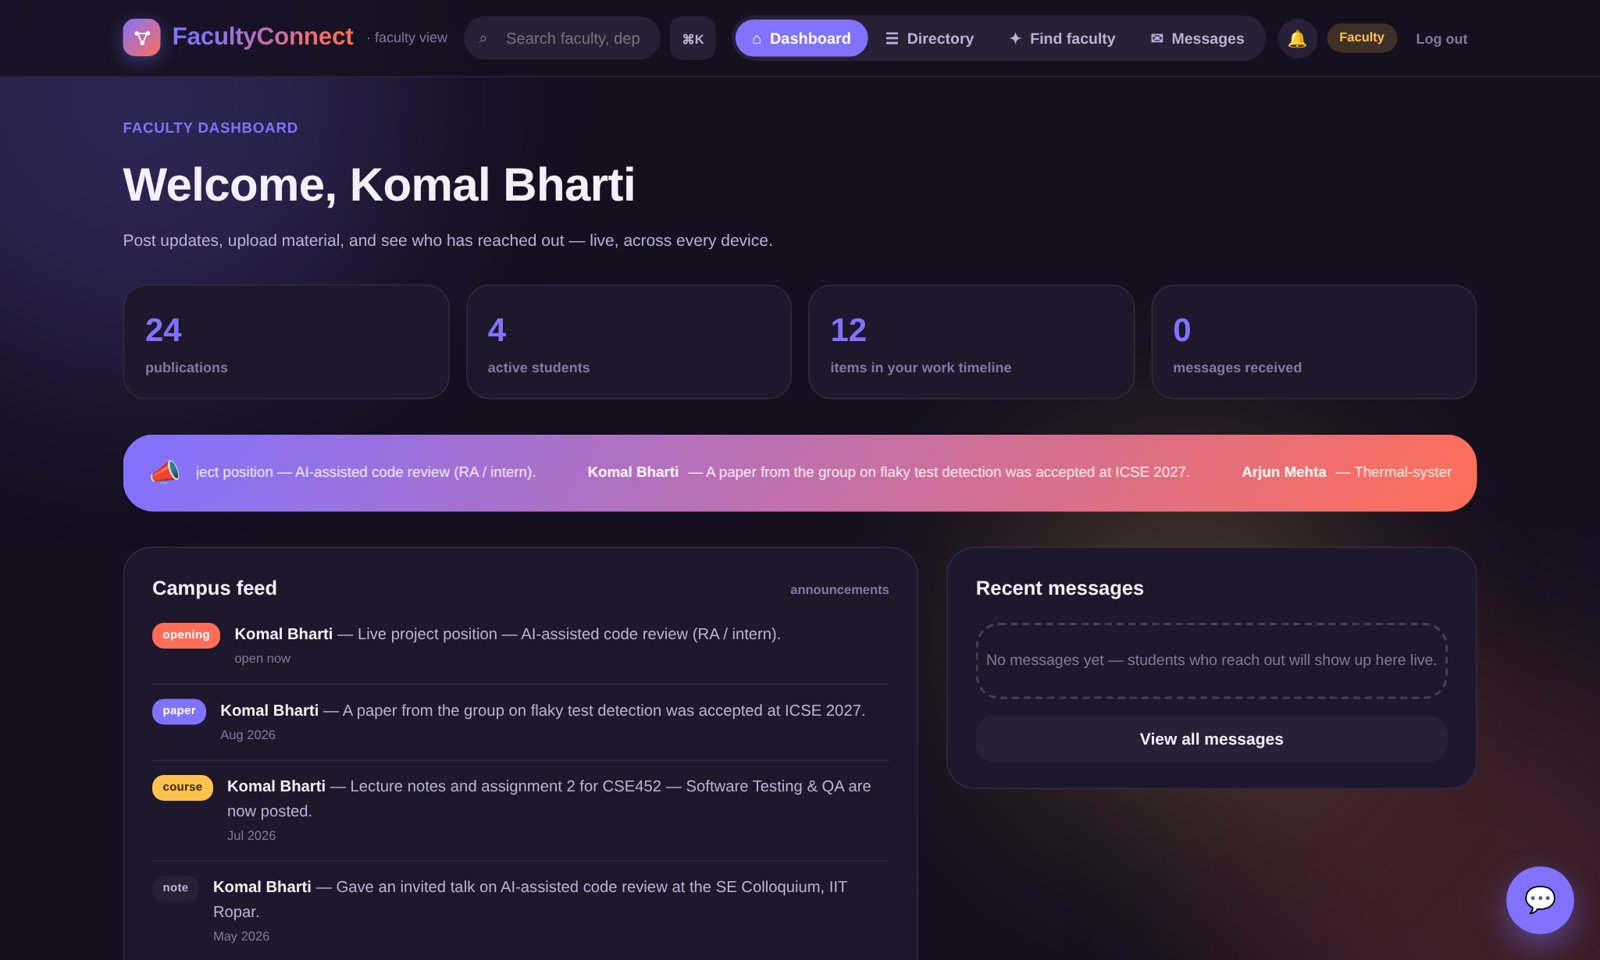 FacultyConnect · faculty view
Search faculty, dep
⌘K
Dashboard
Directory
Find faculty
Messages
Faculty
Log out
FACULTY DASHBOARD
Welcome, Komal Bharti
Post updates, upload material, and see who has reached out — live, across every device.
24
publications
4
active students
12
items in your work timeline
0
messages received
ject position — AI-assisted code review (RA / intern). Komal Bharti — A paper from the group on flaky test detection was accepted at ICSE 2027. Arjun Mehta — Thermal-syster
Campus feed
announcements
opening
Komal Bharti — Live project position — AI-assisted code review (RA / intern).
open now
paper
Komal Bharti — A paper from the group on flaky test detection was accepted at ICSE 2027.
Aug 2026
course
Komal Bharti — Lecture notes and assignment 2 for CSE452 — Software Testing & QA are
now posted.
Jul 2026
note
Komal Bharti — Gave an invited talk on AI-assisted code review at the SE Colloquium, IIT
Ropar.
May 2026
Recent messages
No messages yet — students who reach out will show up here live.
View all messages